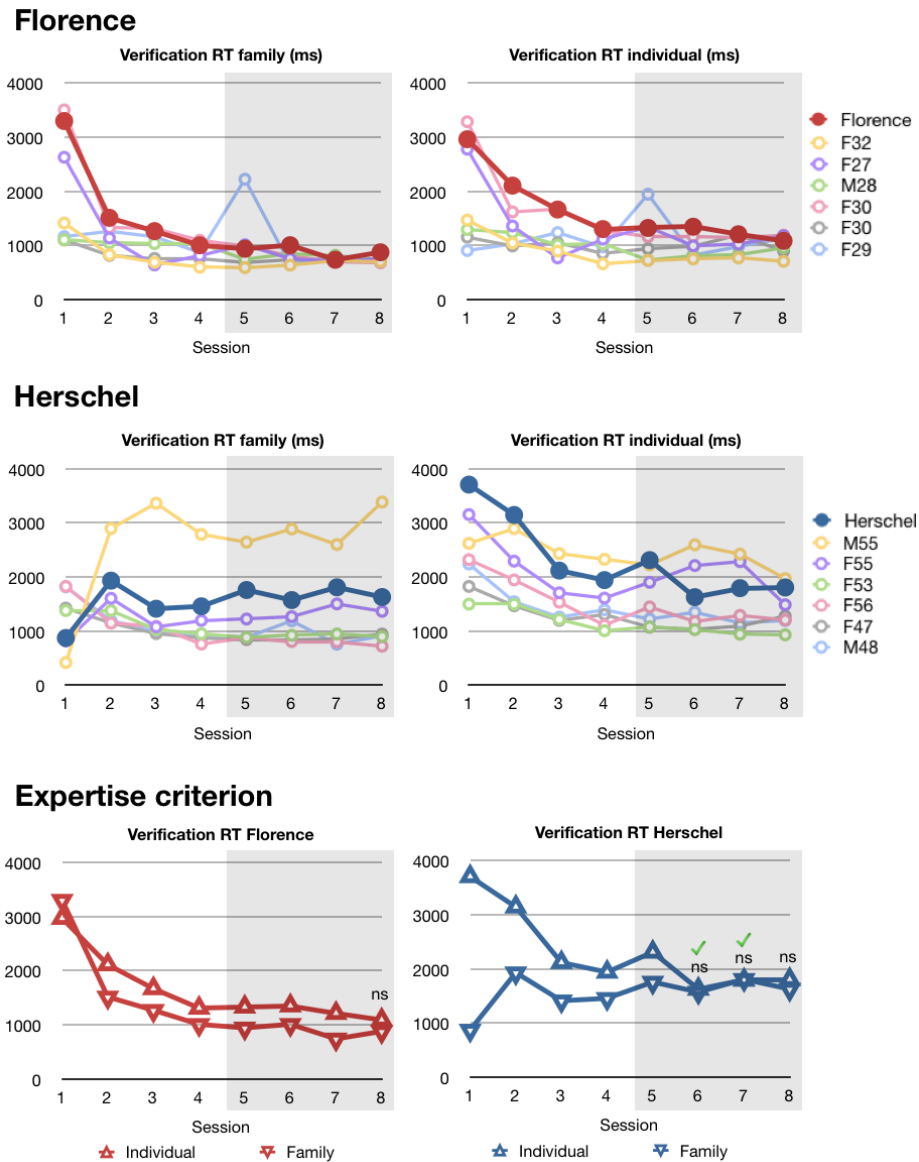 Florence
Verification RT family (ms)
Verification RT individual (ms)
4000
3000
2000
1000
0
1 2 3 4 5 6 7 8
Session
4000
3000
2000
1000
0
1 2 3 4 5 6 7 8
Session
Florence
F32
F27
M28
F30
F30
F29
Herschel
Verification RT family (ms)
Verification RT individual (ms)
4000
3000
2000
1000
0
1 2 3 4 5 6 7 8
Session
4000
3000
2000
1000
0
1 2 3 4 5 6 7 8
Session
Herschel
M55
F55
F53
F56
F47
M48
Expertise criterion
Verification RT Florence
Verification RT Herschel
4000
3000
2000
1000
0
ns
1 2 3 4 5 6 7 8
Session
Individual Family
4000
3000
2000
1000
0
ns ns ns
1 2 3 4 5 6 7 8
Session
Individual Family